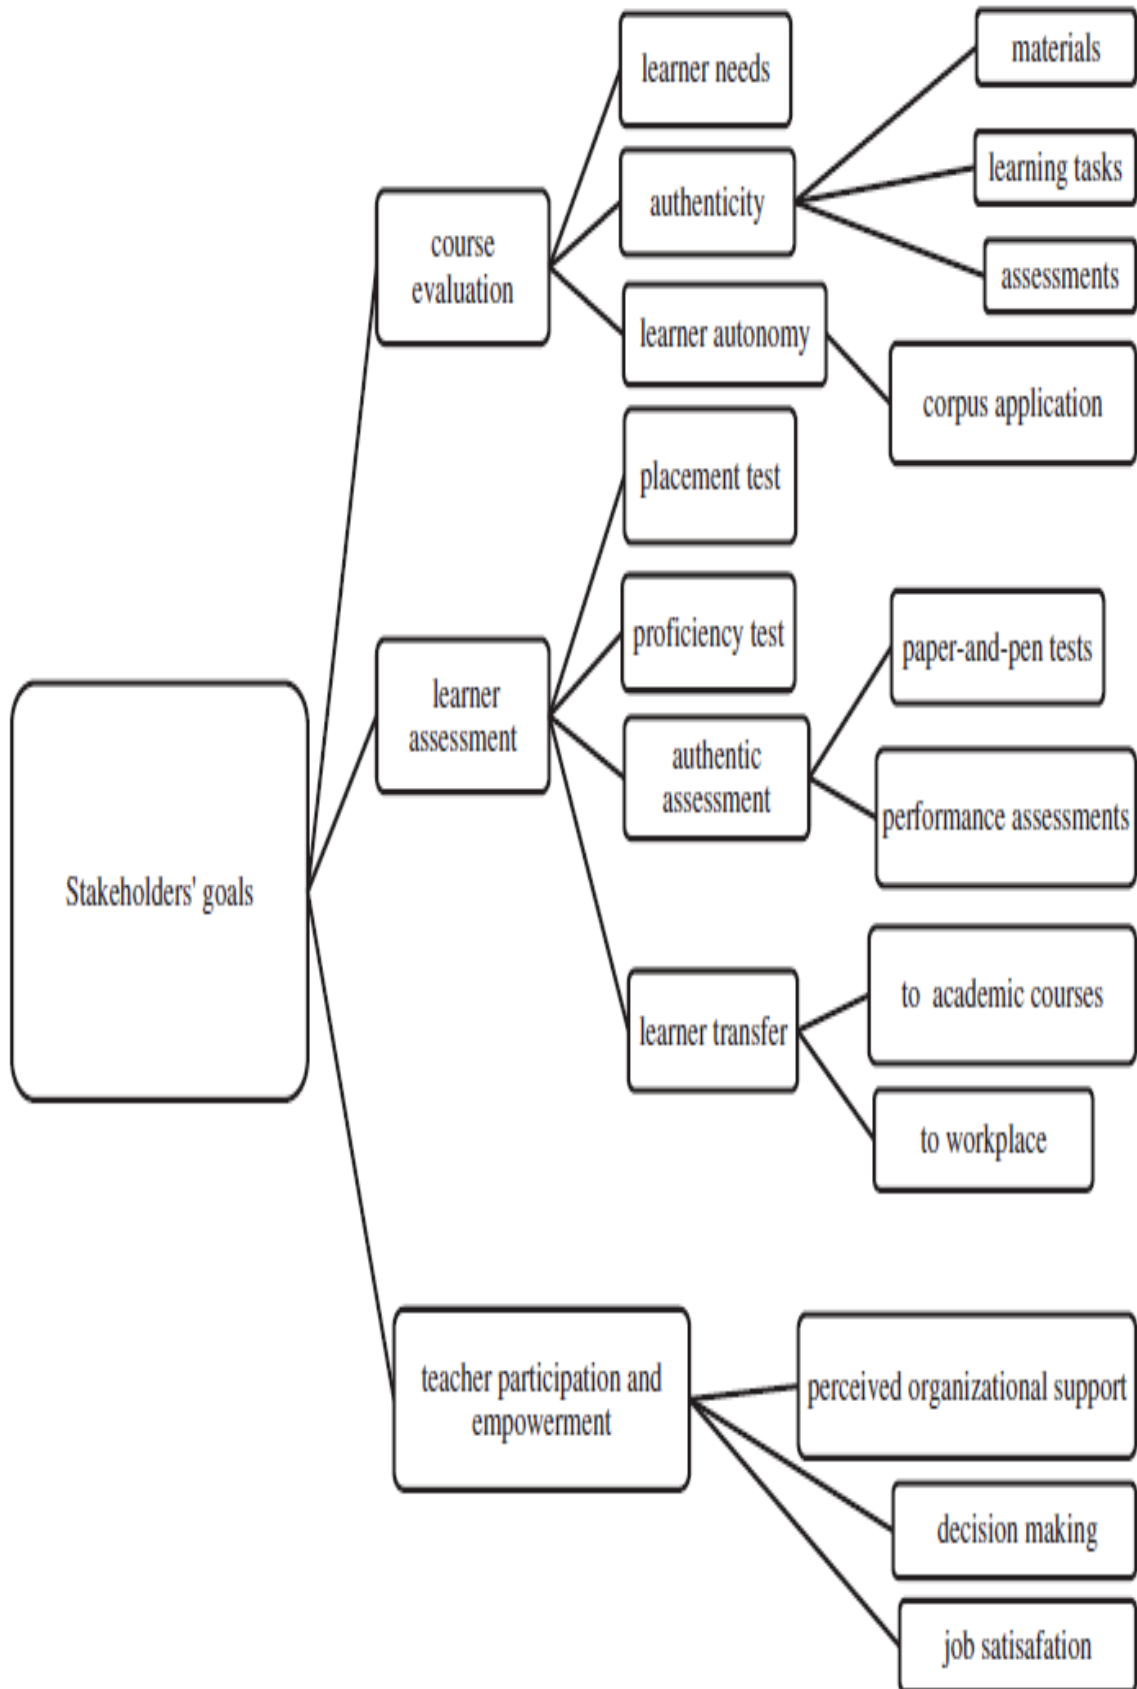 Stakeholders' goals
course
evaluation
learner needs
authenticity
materials
learning tasks
assessments
learner autonomy
corpus application
learner
assessment
placement test
proficiency test
authentic
assessment
paper-and-pen tests
performance assessments
learner transfer
to academic courses
to workplace
teacher participation and
empowerment
perceived organizational support
decision making
job satisafation